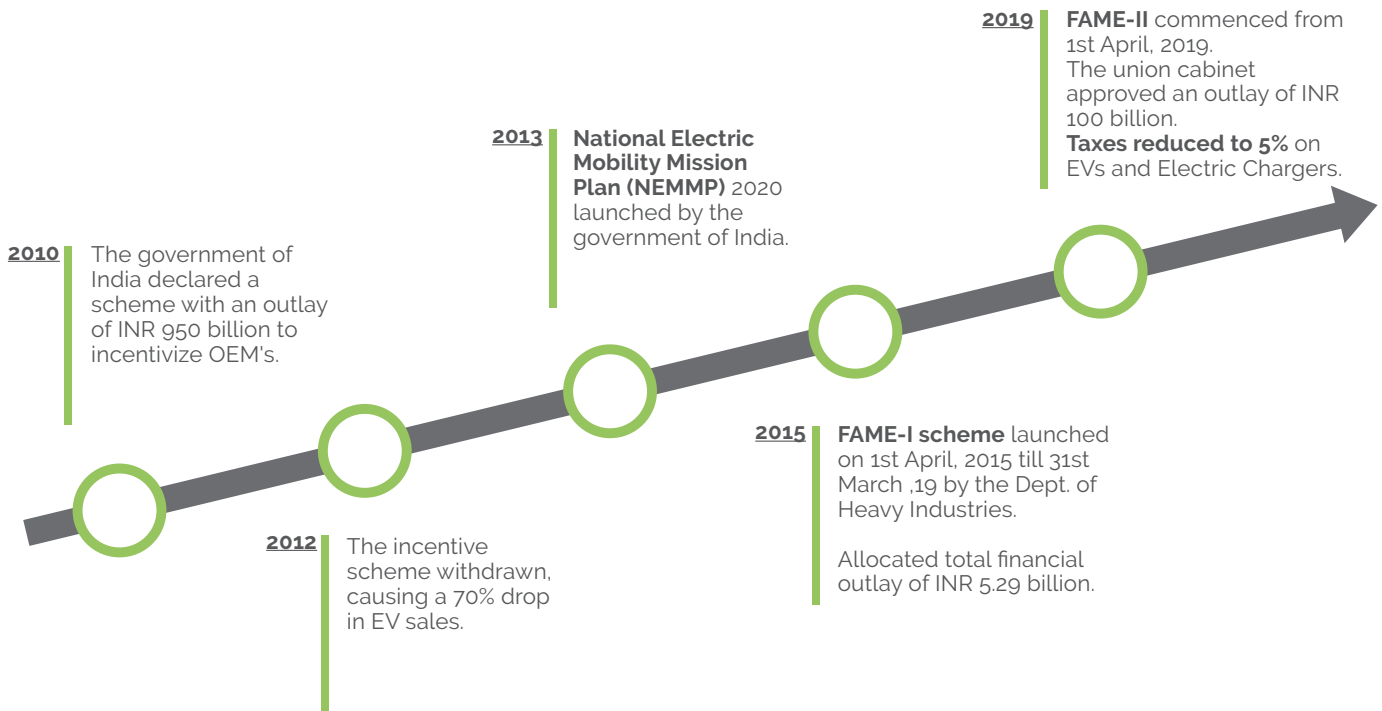 2010
The government of
India declared a
scheme with an outlay
of INR 950 billion to
incentivize OEM's.
2012
The incentive
scheme withdrawn,
causing a 70% drop
in EV sales.
2013
National Electric
Mobility Mission
Plan (NEMMP) 2020
launched by the
government of India.
2015
FAME-I scheme launched
on 1st April, 2015 till 31st
March ,19 by the Dept. of
Heavy Industries.
Allocated total financial
outlay of INR 5.29 billion.
2019
FAME-II commenced from
1st April, 2019.
The union cabinet
approved an outlay of INR
100 billion.
Taxes reduced to 5% on
EVs and Electric Chargers.